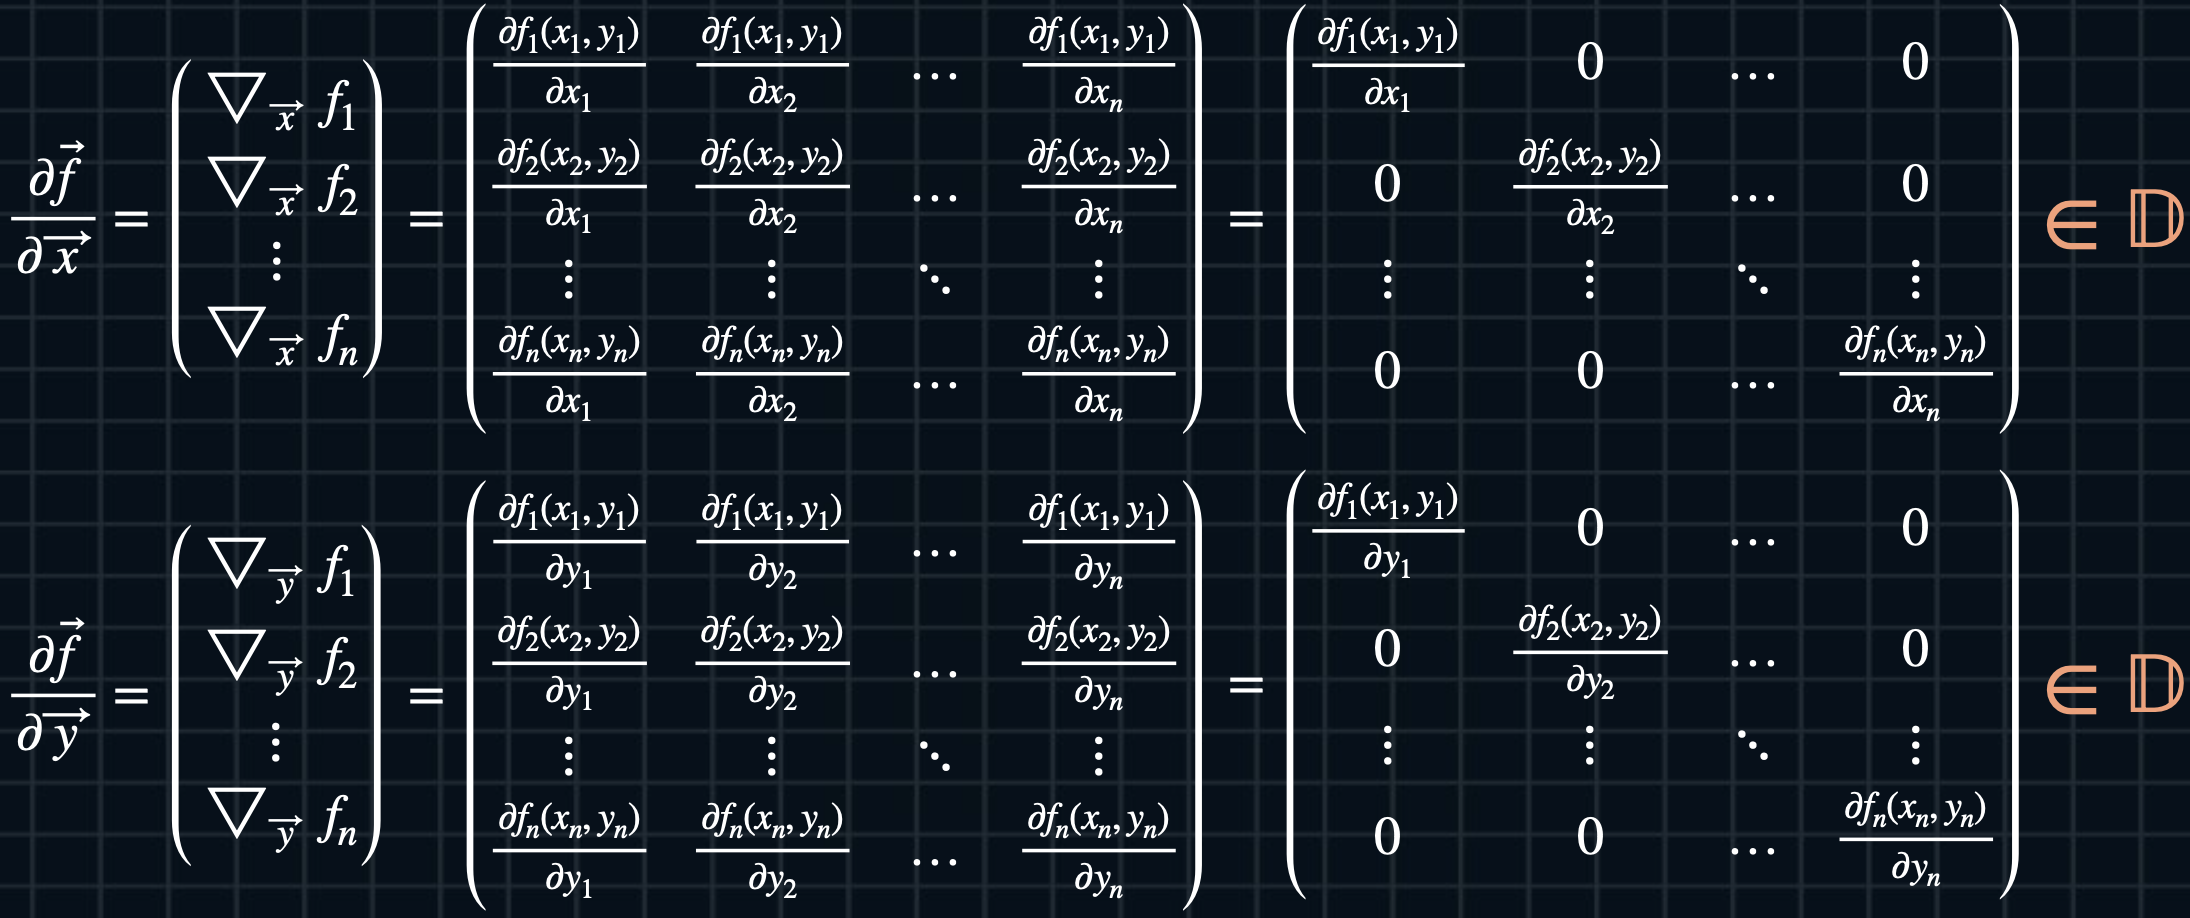 $\frac{\partial \vec{f}}{\partial \vec{x}} = \begin{pmatrix} \nabla_{\vec{x}} f_1 \\ \nabla_{\vec{x}} f_2 \\ \vdots \\ \nabla_{\vec{x}} f_n \end{pmatrix} = \begin{pmatrix} \frac{\partial f_1(x_1, y_1)}{\partial x_1} & \frac{\partial f_1(x_1, y_1)}{\partial x_2} & \cdots & \frac{\partial f_1(x_1, y_1)}{\partial x_n} \\ \frac{\partial f_2(x_2, y_2)}{\partial x_1} & \frac{\partial f_2(x_2, y_2)}{\partial x_2} & \cdots & \frac{\partial f_2(x_2, y_2)}{\partial x_n} \\ \vdots & \vdots & \ddots & \vdots \\ \frac{\partial f_n(x_n, y_n)}{\partial x_1} & \frac{\partial f_n(x_n, y_n)}{\partial x_2} & \cdots & \frac{\partial f_n(x_n, y_n)}{\partial x_n} \end{pmatrix} = \begin{pmatrix} \frac{\partial f_1(x_1, y_1)}{\partial x_1} & 0 & \cdots & 0 \\ 0 & \frac{\partial f_2(x_2, y_2)}{\partial x_2} & \cdots & 0 \\ \vdots & \vdots & \ddots & \vdots \\ 0 & 0 & \cdots & \frac{\partial f_n(x_n, y_n)}{\partial x_n} \end{pmatrix} \in \mathbb{D}$
$\frac{\partial \vec{f}}{\partial \vec{y}} = \begin{pmatrix} \nabla_{\vec{y}} f_1 \\ \nabla_{\vec{y}} f_2 \\ \vdots \\ \nabla_{\vec{y}} f_n \end{pmatrix} = \begin{pmatrix} \frac{\partial f_1(x_1, y_1)}{\partial y_1} & \frac{\partial f_1(x_1, y_1)}{\partial y_2} & \cdots & \frac{\partial f_1(x_1, y_1)}{\partial y_n} \\ \frac{\partial f_2(x_2, y_2)}{\partial y_1} & \frac{\partial f_2(x_2, y_2)}{\partial y_2} & \cdots & \frac{\partial f_2(x_2, y_2)}{\partial y_n} \\ \vdots & \vdots & \ddots & \vdots \\ \frac{\partial f_n(x_n, y_n)}{\partial y_1} & \frac{\partial f_n(x_n, y_n)}{\partial y_2} & \cdots & \frac{\partial f_n(x_n, y_n)}{\partial y_n} \end{pmatrix} = \begin{pmatrix} \frac{\partial f_1(x_1, y_1)}{\partial y_1} & 0 & \cdots & 0 \\ 0 & \frac{\partial f_2(x_2, y_2)}{\partial y_2} & \cdots & 0 \\ \vdots & \vdots & \ddots & \vdots \\ 0 & 0 & \cdots & \frac{\partial f_n(x_n, y_n)}{\partial y_n} \end{pmatrix} \in \mathbb{D}$